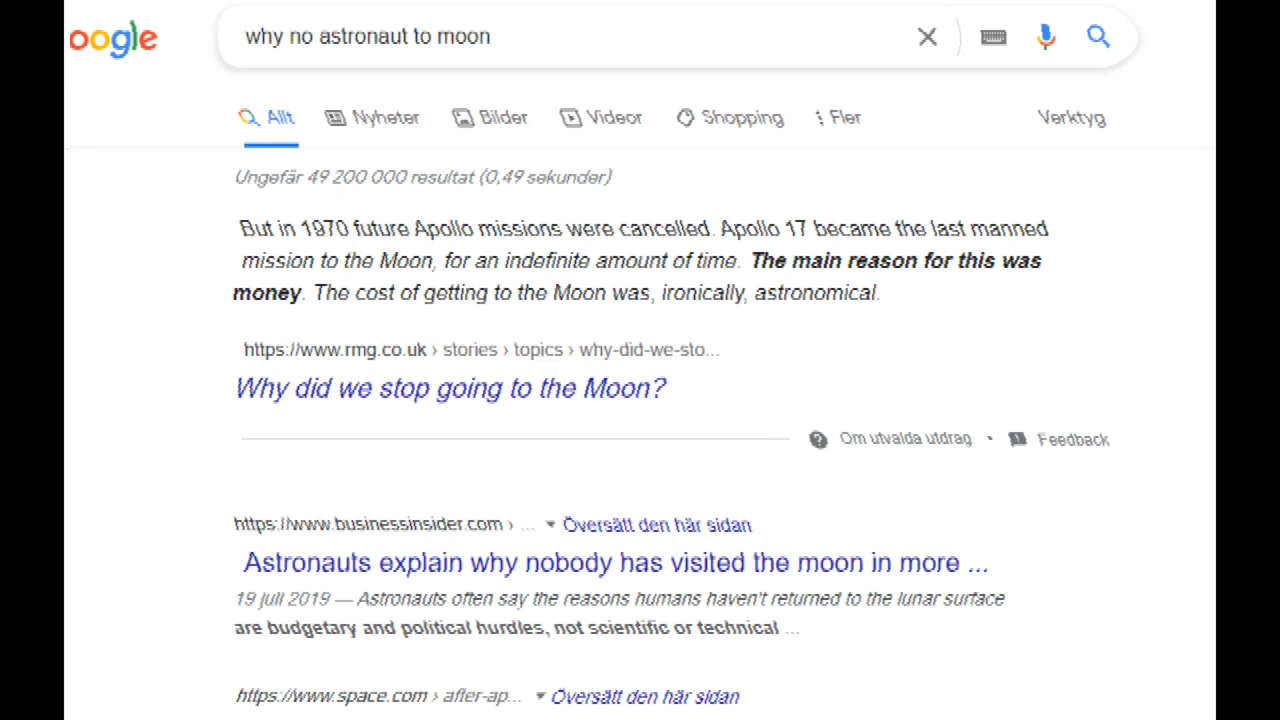 oogle
why no astronaut to moon
Allt Nyheter Bilder Videor Shopping Fler Verktyg
Ungefär 49 200 000 resultat (0,49 sekunder)
But in 1970 future Apollo missions were cancelled. Apollo 17 became the last manned
mission to the Moon, for an indefinite amount of time. The main reason for this was
money. The cost of getting to the Moon was, ironically, astronomical.
https://www.rmg.co.uk › stories › topics › why-did-we-sto...
Why did we stop going to the Moon?
Om utvalda utdrag • Feedback
https://www.businessinsider.com › ... Översätt den här sidan
Astronauts explain why nobody has visited the moon in more ...
19 juli 2019 — Astronauts often say the reasons humans haven't returned to the lunar surface
are budgetary and political hurdles, not scientific or technical ...
https://www.space.com › after-ap... Översätt den här sidan